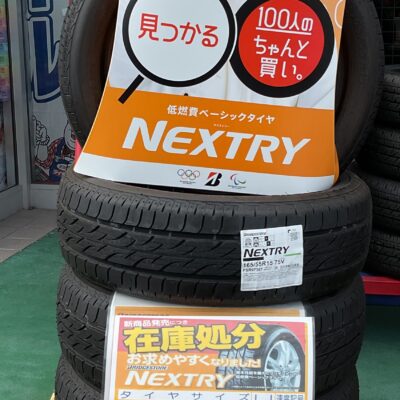 見つかる
100人の
ちゃんと
買い。
低燃費ベーシックタイヤ
NEXTRY
B
NEXTRY
165/55R15 75V
新商品発売につき
在庫処分
お求めやすくなりました!
BRIDGESTONE
NEXTRY
タイヤサイズ